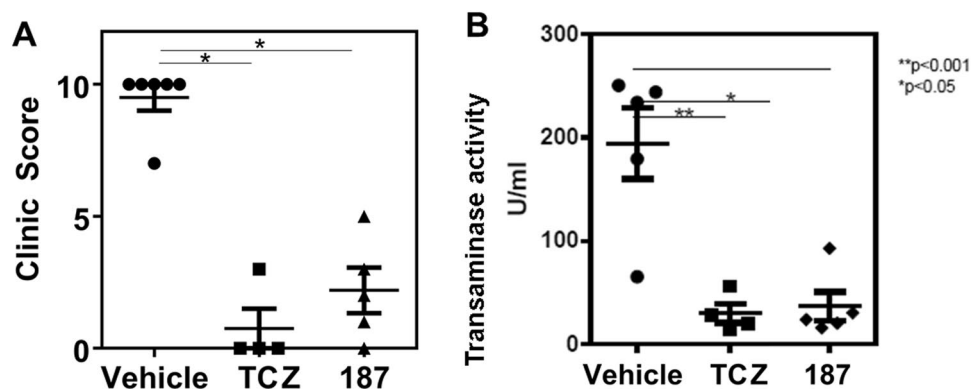 A
Clinic Score
10
5
0
*
*
Vehicle TCZ 187
B
Transaminase activity
U/ml
300
200
100
0
*
**
Vehicle TCZ 187
**p<0.001
*p<0.05